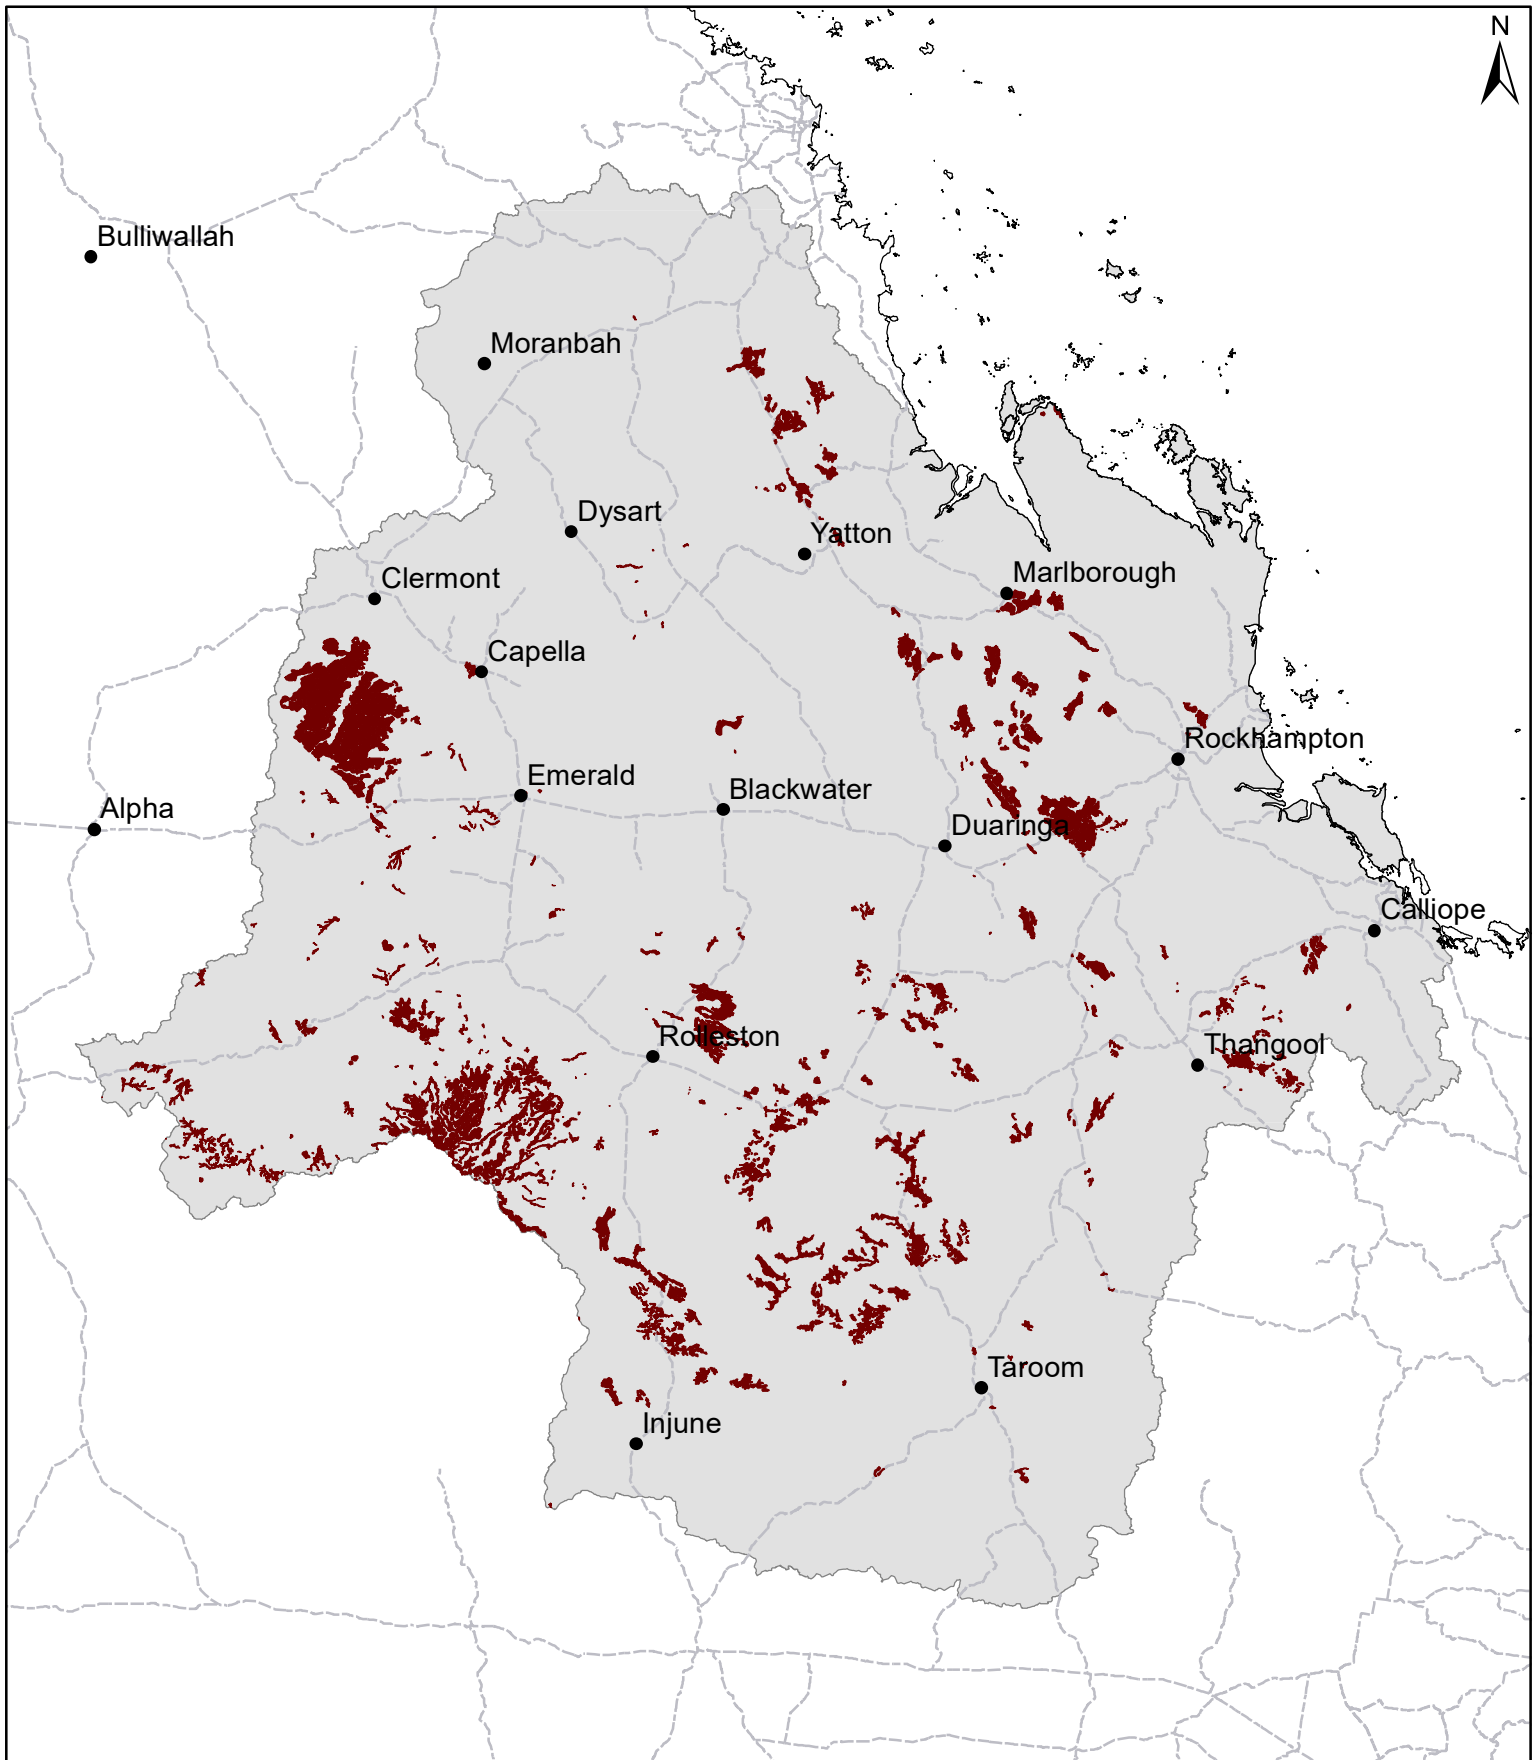 N
Bulliwallah
Moranbah
Dysart
Yatton
Clermont
Marlborough
Capella
Rockhampton
Emerald
Blackwater
Alpha
Duaringa
Calliope
Rolleston
Thangool
Taroom
Injune